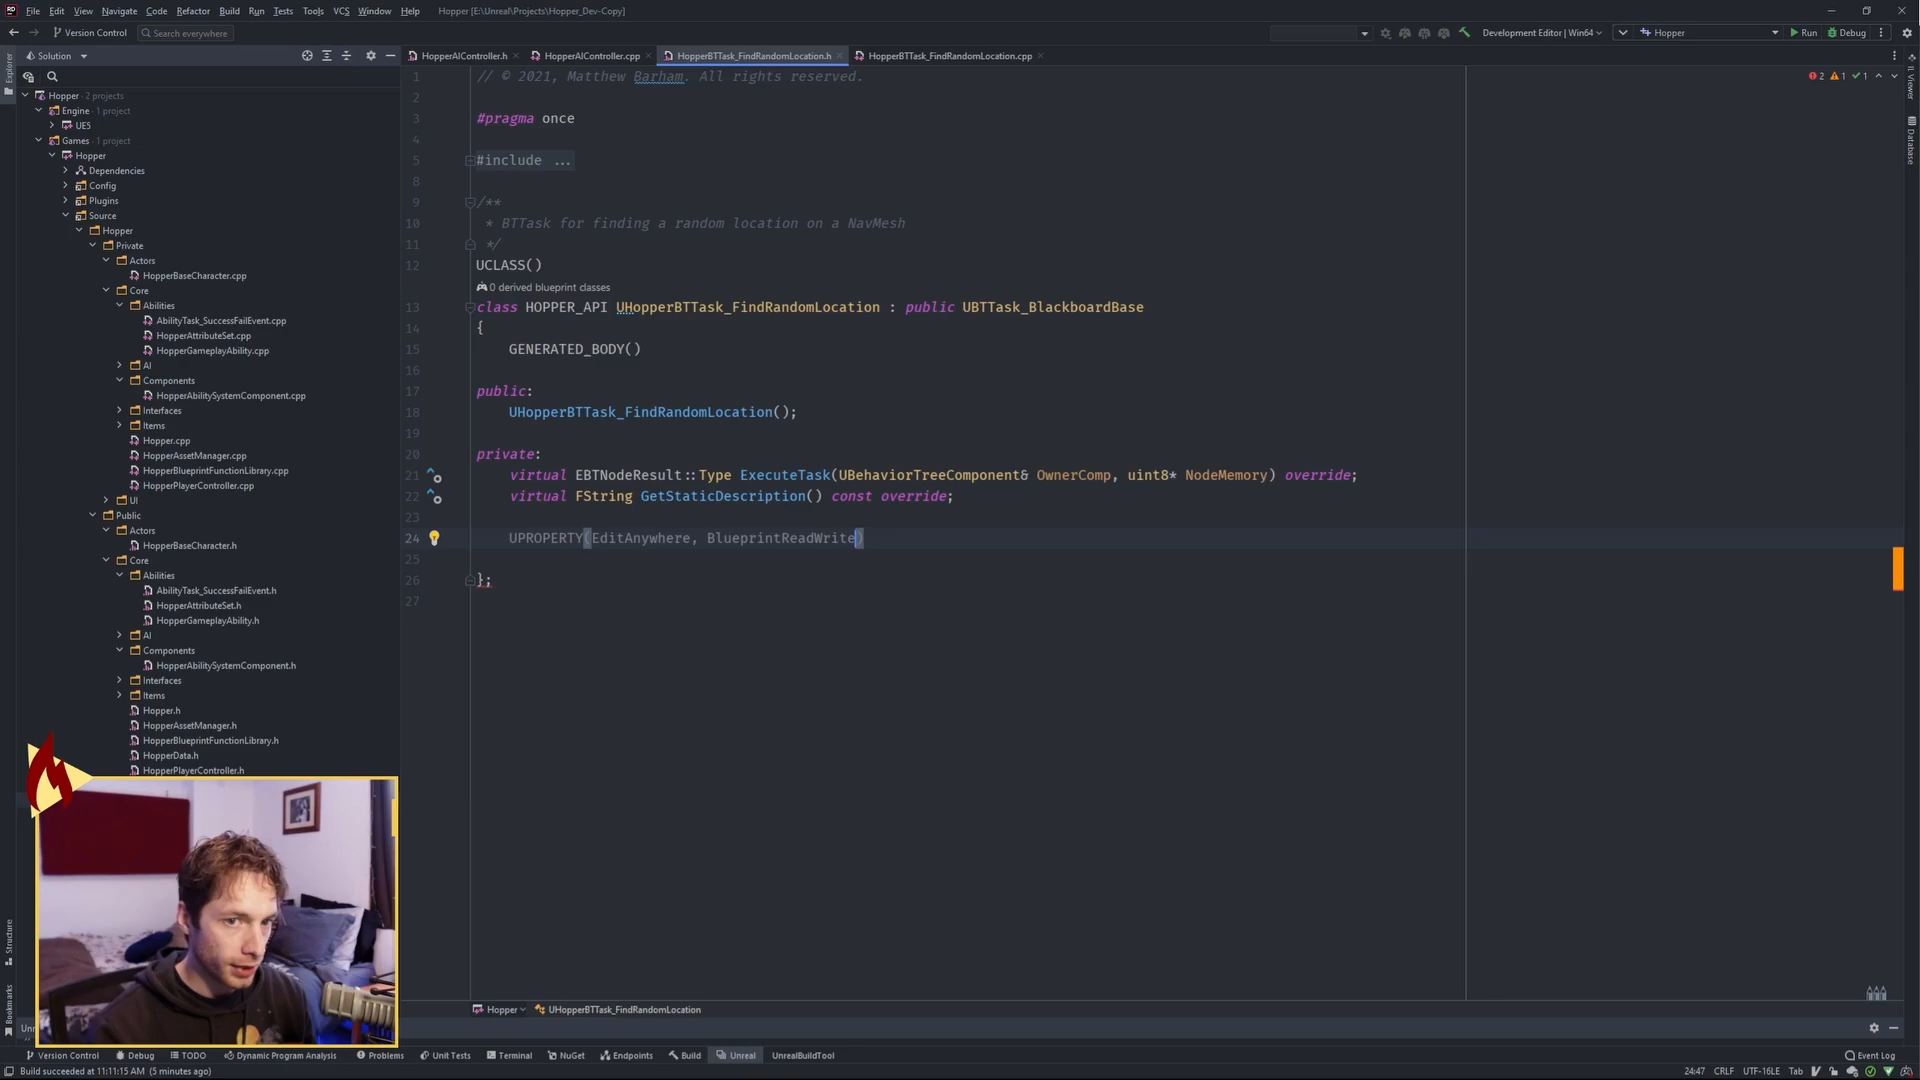 File Edit View Navigate Code Refactor Build Run Tests Tools VCS Window Help Hopper [E:\Unreal\Projects\Hopper_Dev-Copy]
Version Control Search everywhere Development Editor | Win64 Hopper Run Debug
Solution HopperAIController.h HopperAIController.cpp HopperBTTask_FindRandomLocation.h HopperBTTask_FindRandomLocation.cpp
Explorer
IL Viewer
Database
Structure
Bookmarks
2 1 1
Hopper · 2 projects
Engine · 1 project
UE5
Games · 1 project
Hopper
Dependencies
Config
Plugins
Source
Hopper
Private
Actors
HopperBaseCharacter.cpp
Core
Abilities
AbilityTask_SuccessFailEvent.cpp
HopperAttributeSet.cpp
HopperGameplayAbility.cpp
AI
Components
HopperAbilitySystemComponent.cpp
Interfaces
Items
Hopper.cpp
HopperAssetManager.cpp
HopperBlueprintFunctionLibrary.cpp
HopperPlayerController.cpp
UI
Public
Actors
HopperBaseCharacter.h
Core
Abilities
AbilityTask_SuccessFailEvent.h
HopperAttributeSet.h
HopperGameplayAbility.h
AI
Components
HopperAbilitySystemComponent.h
Interfaces
Items
Hopper.h
HopperAssetManager.h
HopperBlueprintFunctionLibrary.h
HopperData.h
HopperPlayerController.h
1 // © 2021, Matthew Barham. All rights reserved.
2
3 #pragma once
4
5 #include ...
8
9 /**
10 * BTTask for finding a random location on a NavMesh
11 */
12 UCLASS()
0 derived blueprint classes
13 class HOPPER_API UHopperBTTask_FindRandomLocation : public UBTTask_BlackboardBase
14 {
15 GENERATED_BODY()
16
17 public:
18 UHopperBTTask_FindRandomLocation();
19
20 private:
21 virtual EBTNodeResult::Type ExecuteTask(UBehaviorTreeComponent& OwnerComp, uint8* NodeMemory) override;
22 virtual FString GetStaticDescription() const override;
23
24 UPROPERTY(EditAnywhere, BlueprintReadWrite)
25
26 };
27
Hopper UHopperBTTask_FindRandomLocation
Unr
Version Control Debug TODO Dynamic Program Analysis Problems Unit Tests Terminal NuGet Endpoints Build Unreal UnrealBuildTool Event Log
Build succeeded at 11:11:15 AM (5 minutes ago) 24:47 CRLF UTF-16LE Tab